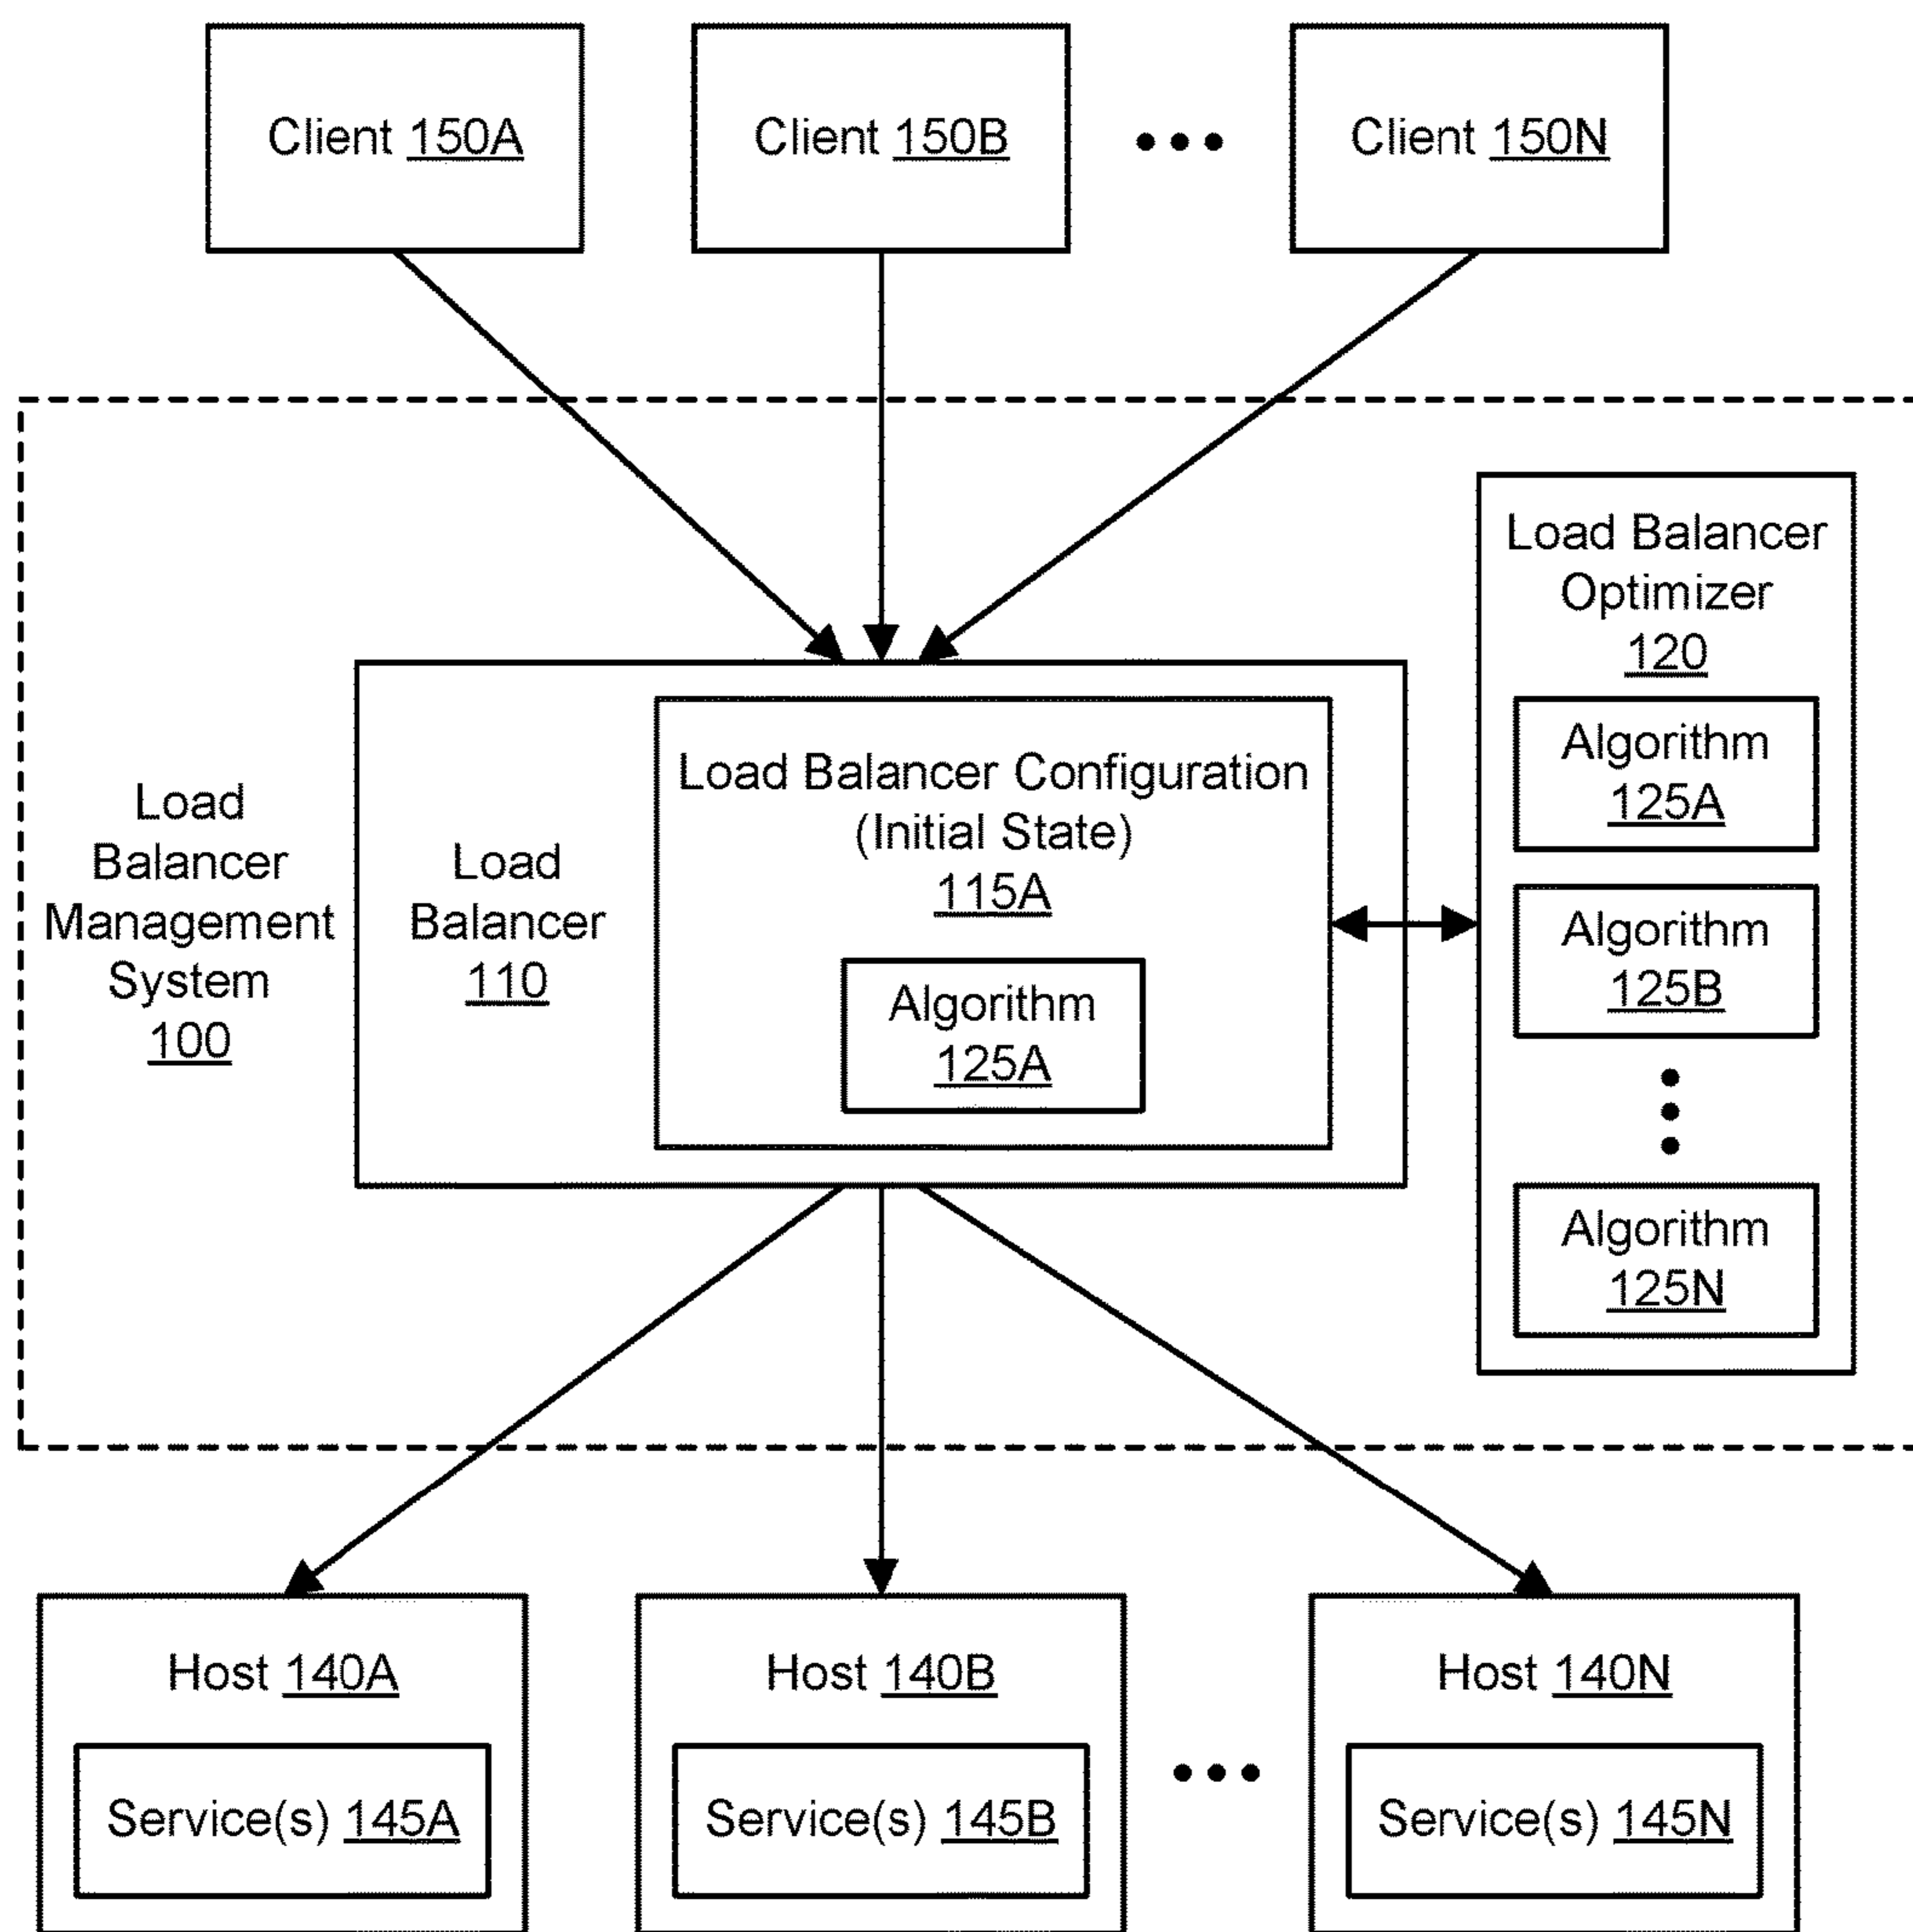 Client 150A
Client 150B
Client 150N
Load Balancer
Optimizer
120
Algorithm
125A
Algorithm
125B
Algorithm
125N
Load Balancer Configuration
(Initial State)
115A
Algorithm
125A
Load
Balancer
110
Load
Balancer
Management
System
100
Host 140A
Service(s) 145A
Host 140B
Service(s) 145B
Host 140N
Service(s) 145N